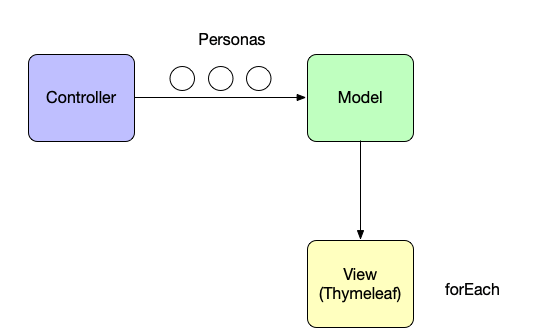 Personas
Controller
Model
View
(Thymeleaf)
forEach